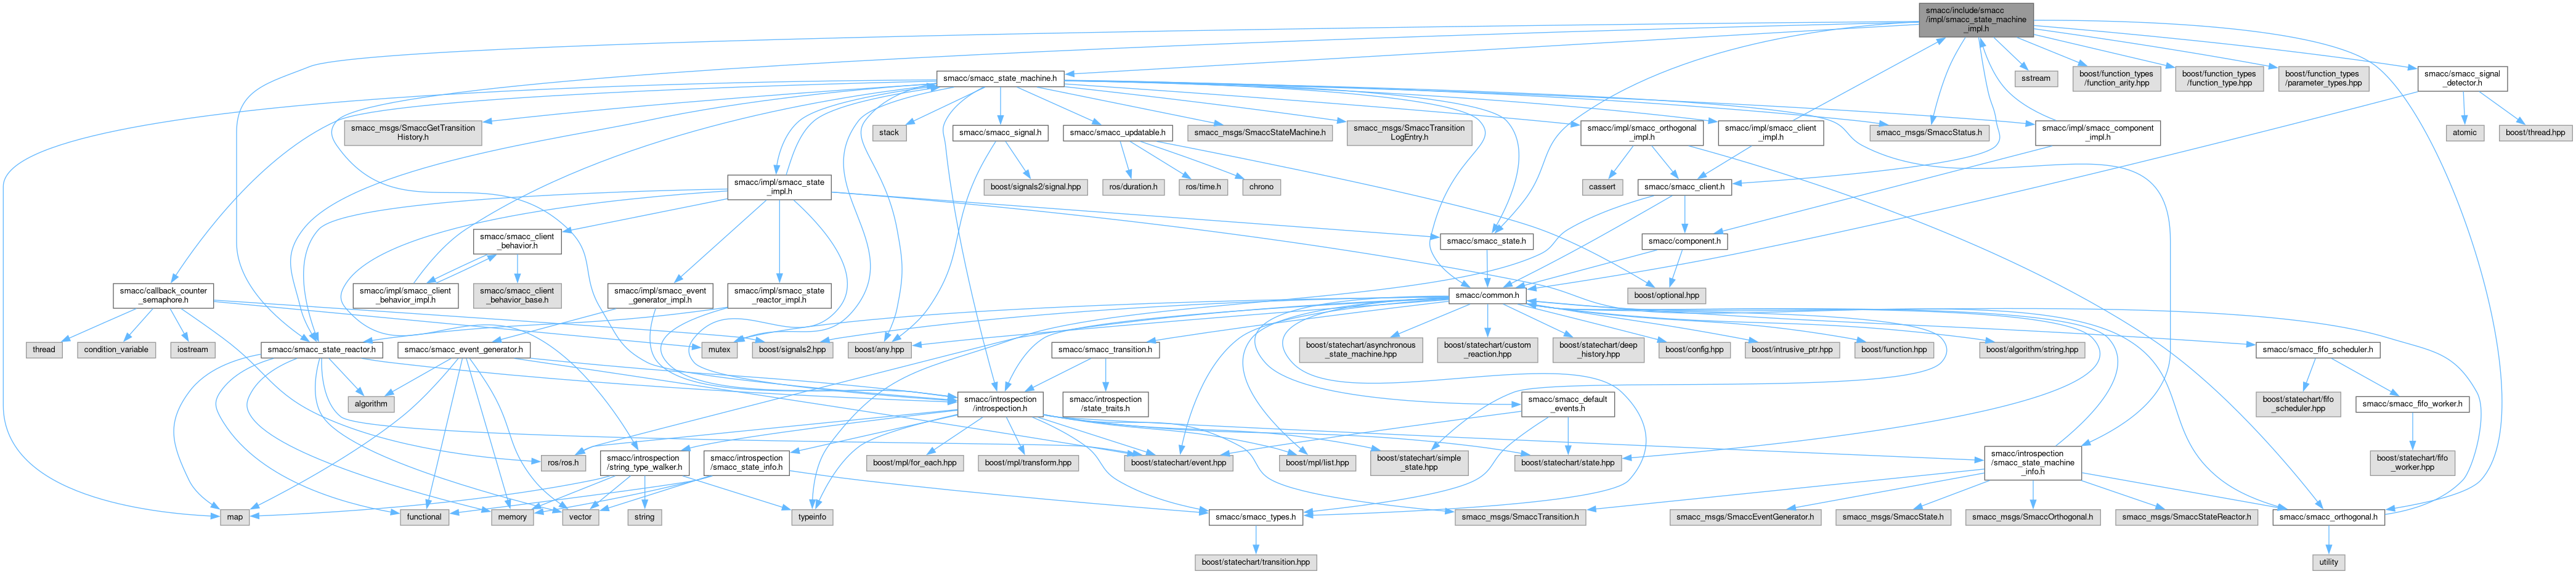 smacc/include/smacc
/impl/smacc_state_machine
_impl.h
smacc/smacc_state_machine.h
sstream
boost/function_types
/function_arity.hpp
boost/function_types
/function_type.hpp
boost/function_types
/parameter_types.hpp
smacc/smacc_signal
_detector.h
smacc_msgs/SmaccGetTransition
History.h
stack
smacc/smacc_signal.h
smacc/smacc_updatable.h
smacc_msgs/SmaccStateMachine.h
smacc_msgs/SmaccTransition
LogEntry.h
smacc/impl/smacc_orthogonal
_impl.h
smacc/impl/smacc_client
_impl.h
smacc_msgs/SmaccStatus.h
smacc/impl/smacc_component
_impl.h
atomic
boost/thread.hpp
smacc/impl/smacc_state
_impl.h
boost/signals2/signal.hpp
ros/duration.h
ros/time.h
chrono
cassert
smacc/smacc_client.h
smacc/smacc_client
_behavior.h
smacc/smacc_state.h
smacc/component.h
smacc/callback_counter
_semaphore.h
smacc/impl/smacc_client
_behavior_impl.h
smacc/smacc_client
_behavior_base.h
smacc/impl/smacc_event
_generator_impl.h
smacc/impl/smacc_state
_reactor_impl.h
smacc/common.h
boost/optional.hpp
thread
condition_variable
iostream
smacc/smacc_state_reactor.h
smacc/smacc_event_generator.h
mutex
boost/signals2.hpp
boost/any.hpp
smacc/smacc_transition.h
boost/statechart/asynchronous
_state_machine.hpp
boost/statechart/custom
_reaction.hpp
boost/statechart/deep
_history.hpp
boost/config.hpp
boost/intrusive_ptr.hpp
boost/function.hpp
boost/algorithm/string.hpp
smacc/smacc_fifo_scheduler.h
algorithm
smacc/introspection
/introspection.h
smacc/introspection
/state_traits.h
smacc/smacc_default
_events.h
boost/statechart/fifo
_scheduler.hpp
smacc/smacc_fifo_worker.h
ros/ros.h
smacc/introspection
/string_type_walker.h
smacc/introspection
/smacc_state_info.h
boost/mpl/for_each.hpp
boost/mpl/transform.hpp
boost/statechart/event.hpp
boost/mpl/list.hpp
boost/statechart/simple
_state.hpp
boost/statechart/state.hpp
smacc/introspection
/smacc_state_machine
_info.h
boost/statechart/fifo
_worker.hpp
map
functional
memory
vector
string
typeinfo
smacc/smacc_types.h
smacc_msgs/SmaccTransition.h
smacc_msgs/SmaccEventGenerator.h
smacc_msgs/SmaccState.h
smacc_msgs/SmaccOrthogonal.h
smacc_msgs/SmaccStateReactor.h
smacc/smacc_orthogonal.h
boost/statechart/transition.hpp
utility